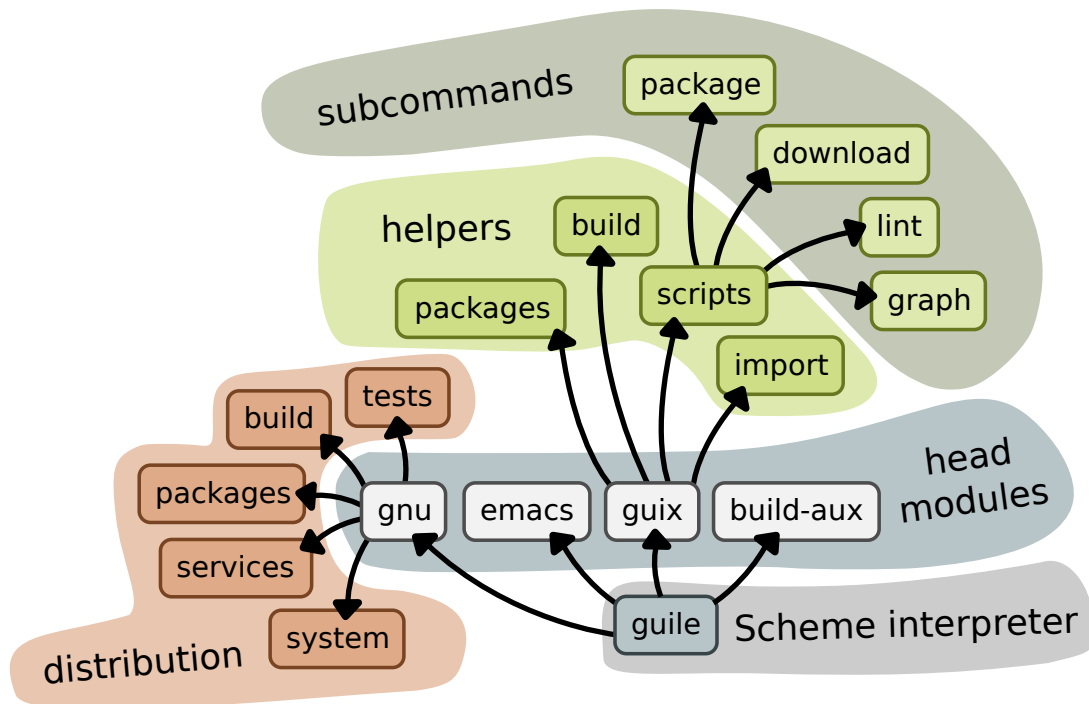 subcommands
package
download
lint
graph
helpers
build
packages
scripts
import
tests
build
packages
services
system
distribution
gnu
emacs
guix
build-aux
head
modules
guile
Scheme interpreter